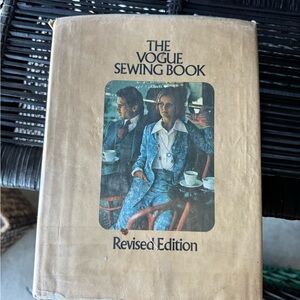 THE
VOGUE
SEWING BOOK
Revised Edition